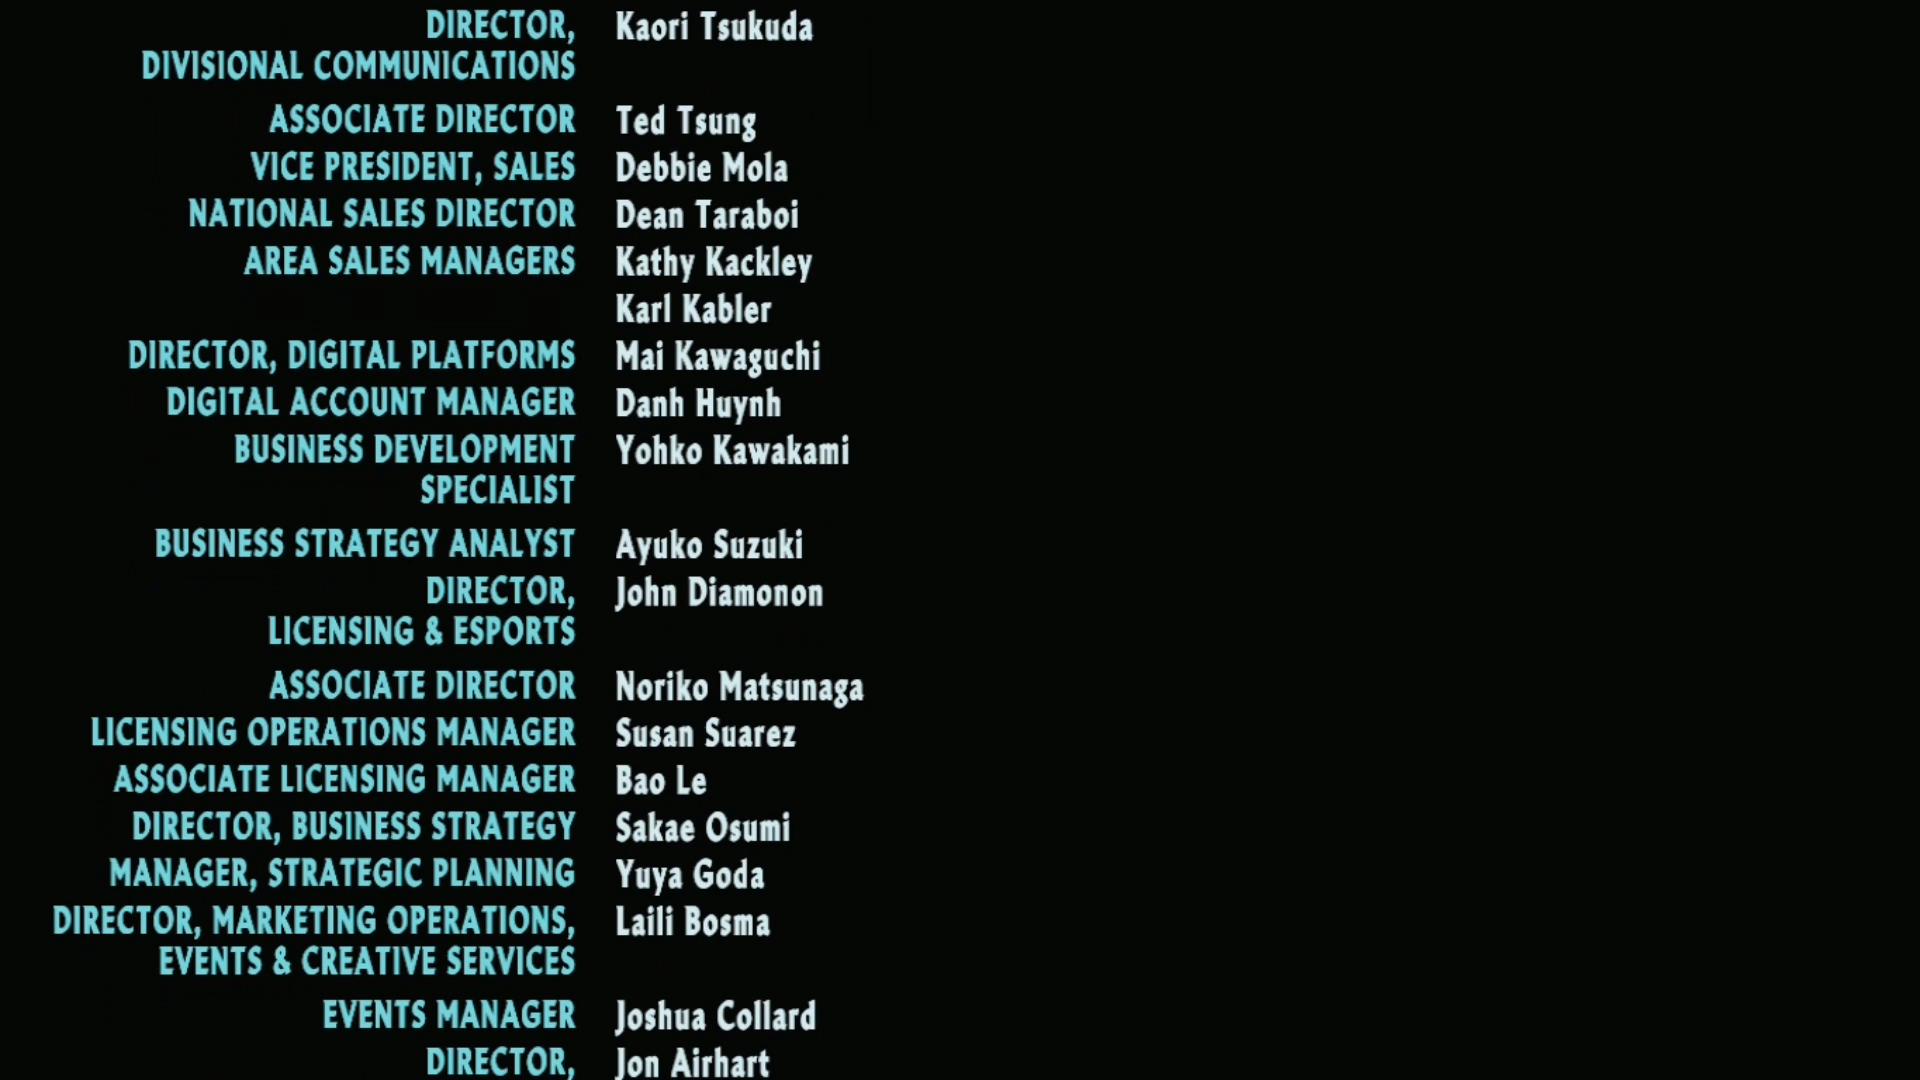 DIRECTOR, Kaori Tsukuda
DIVISIONAL COMMUNICATIONS
ASSOCIATE DIRECTOR Ted Tsung
VICE PRESIDENT, SALES Debbie Mola
NATIONAL SALES DIRECTOR Dean Taraboi
AREA SALES MANAGERS Kathy Kackley
Karl Kabler
DIRECTOR, DIGITAL PLATFORMS Mai Kawaguchi
DIGITAL ACCOUNT MANAGER Danh Huynh
BUSINESS DEVELOPMENT Yohko Kawakami
SPECIALIST
BUSINESS STRATEGY ANALYST Ayuko Suzuki
DIRECTOR, John Diamonon
LICENSING & ESPORTS
ASSOCIATE DIRECTOR Noriko Matsunaga
LICENSING OPERATIONS MANAGER Susan Suarez
ASSOCIATE LICENSING MANAGER Bao Le
DIRECTOR, BUSINESS STRATEGY Sakae Osumi
MANAGER, STRATEGIC PLANNING Yuya Goda
DIRECTOR, MARKETING OPERATIONS, Laili Bosma
EVENTS & CREATIVE SERVICES
EVENTS MANAGER Joshua Collard
DIRECTOR, Jon Airhart